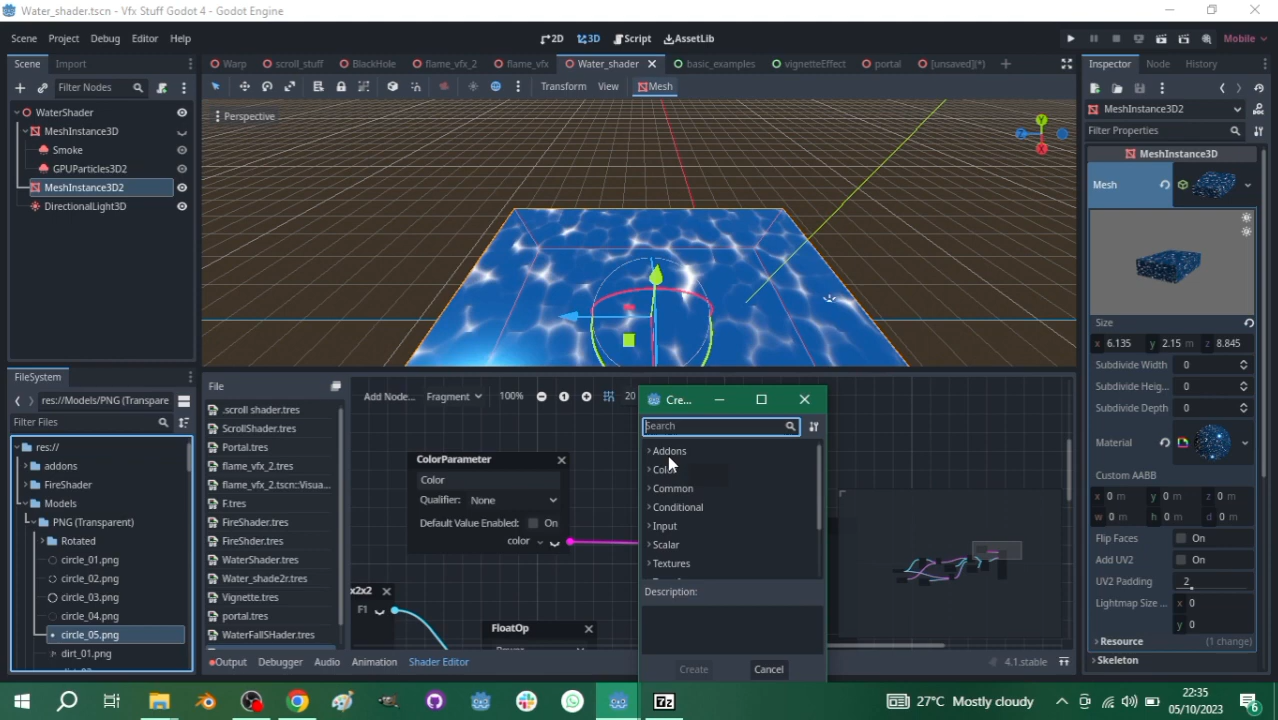 Water_shader.tscn - Vfx Stuff Godot 4 - Godot Engine
Scene Project Debug Editor Help
2D 3D Script AssetLib
Mobile
Scene Import
Warp scroll_stuff BlackHole flame_vfx_2 flame_vfx Water_shader basic_examples vignetteEffect portal [unsaved](*)
Inspector Node History
Filter Nodes
Transform View Mesh
WaterShader
MeshInstance3D
Smoke
GPUParticles3D2
MeshInstance3D2
DirectionalLight3D
Perspective
Y
Z
X
MeshInstance3D2
Filter Properties
MeshInstance3D
Mesh
Size
x 6.135 y 2.15 m z 8.845
Subdivide Width 0
Subdivide Heig... 0
Subdivide Depth 0
Material
Custom AABB
x 0 m y 0 m z 0 m
w 0 m h 0 m d 0 m
Flip Faces On
Add UV2 On
UV2 Padding 2
Lightmap Size ... x 0
y 0
Resource (1 change)
Skeleton
FileSystem
res://Models/PNG (Transpare
Filter Files
res://
addons
FireShader
Models
PNG (Transparent)
Rotated
circle_01.png
circle_02.png
circle_03.png
circle_04.png
circle_05.png
dirt_01.png
File
.scroll shader.tres
ScrollShader.tres
Portal.tres
flame_vfx_2.tres
flame_vfx_2.tscn::Visua...
F.tres
FireShader.tres
FireShder.tres
WaterShader.tres
Water_shade2r.tres
Vignette.tres
portal.tres
WaterFallSHader.tres
Add Node... Fragment 100% 20
ColorParameter
Color
Qualifier: None
Default Value Enabled: On
color
x2x2
F1
FloatOp
Cre...
Search
Addons
Color
Common
Conditional
Input
Scalar
Textures
Description:
Create Cancel
Output Debugger Audio Animation Shader Editor
4.1.stable
27°C Mostly cloudy
22:35
05/10/2023
6